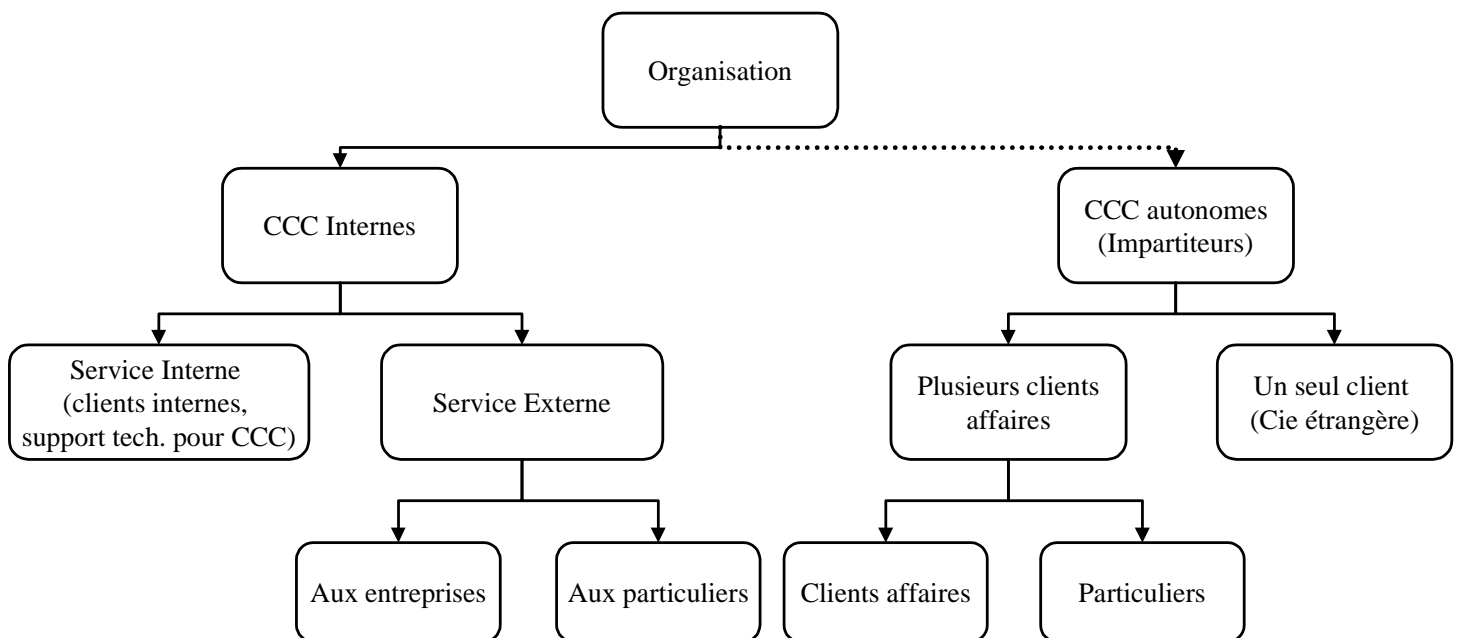 Organisation
CCC Internes
CCC autonomes
(Impartiteurs)
Service Interne
(clients internes,
support tech. pour CCC)
Service Externe
Plusieurs clients
affaires
Un seul client
(Cie étrangère)
Aux entreprises
Aux particuliers
Clients affaires
Particuliers